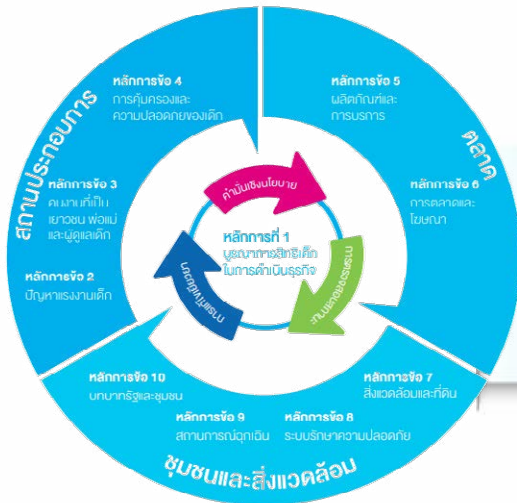 สถานประกอบการ
หลักการข้อ 4
การคุ้มครองและ
ความปลอดภัยของเด็ก
หลักการข้อ 3
คนงานที่เป็น
เยาวชน พ่อแม่
และผู้ดูแลเด็ก
หลักการข้อ 2
ปัญหาแรงงานเด็ก
ตลาด
หลักการข้อ 5
ผลิตภัณฑ์และ
การบริการ
หลักการข้อ 6
การตลาดและ
โฆษณา
คำมั่นเชิงนโยบาย
หลักการที่ 1
บูรณาการสิทธิเด็ก
ในการดำเนินธุรกิจ
หลักการข้อ 7
สิ่งแวดล้อมและที่ดิน
หลักการข้อ 8
ระบบรักษาความปลอดภัย
หลักการข้อ 9
สถานการณ์ฉุกเฉิน
หลักการข้อ 10
บทบาทรัฐและชุมชน
ชุมชนและสิ่งแวดล้อม